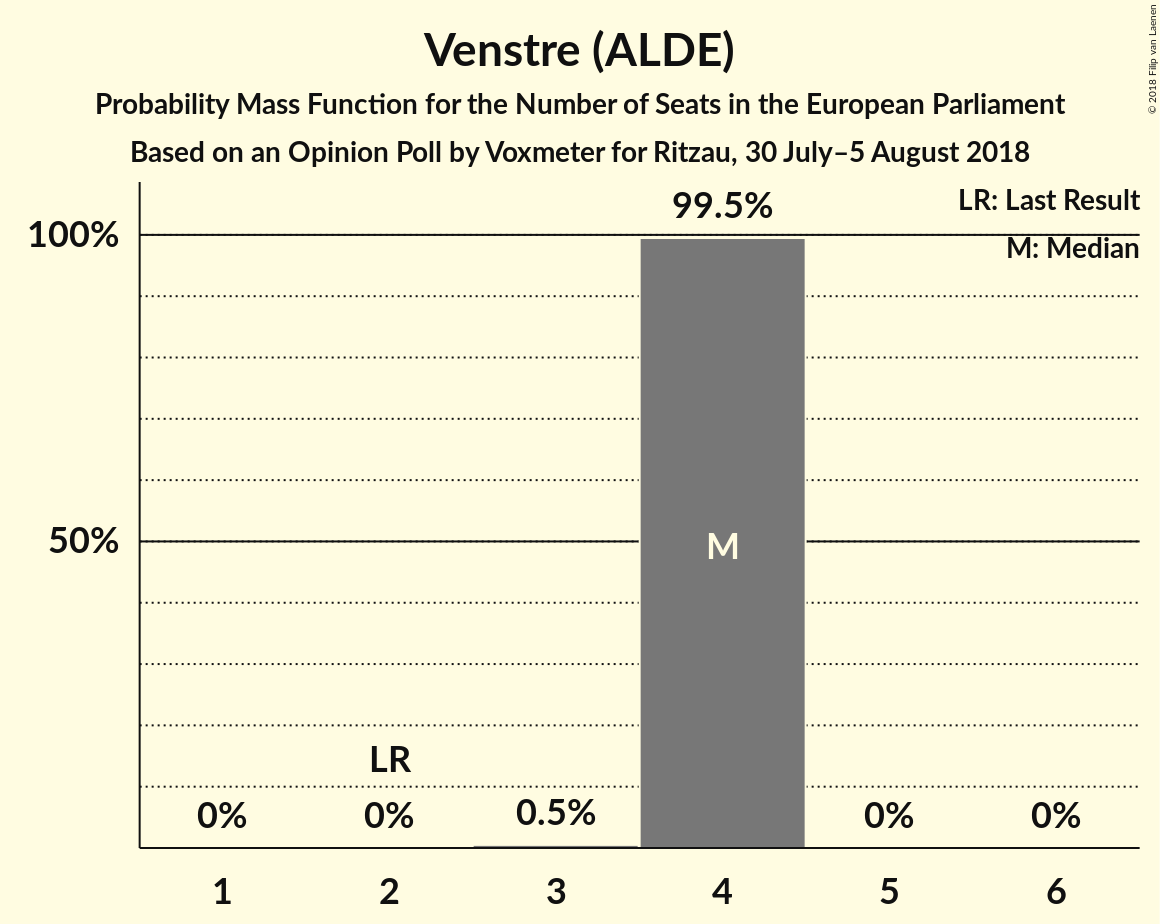 Venstre (ALDE)
Probability Mass Function for the Number of Seats in the European Parliament
Based on an Opinion Poll by Voxmeter for Ritzau, 30 July–5 August 2018
© 2018 Filip van Laenen
LR: Last Result
M: Median
100%
50%
0%
LR
0%
0.5%
99.5%
M
0%
0%
1
2
3
4
5
6